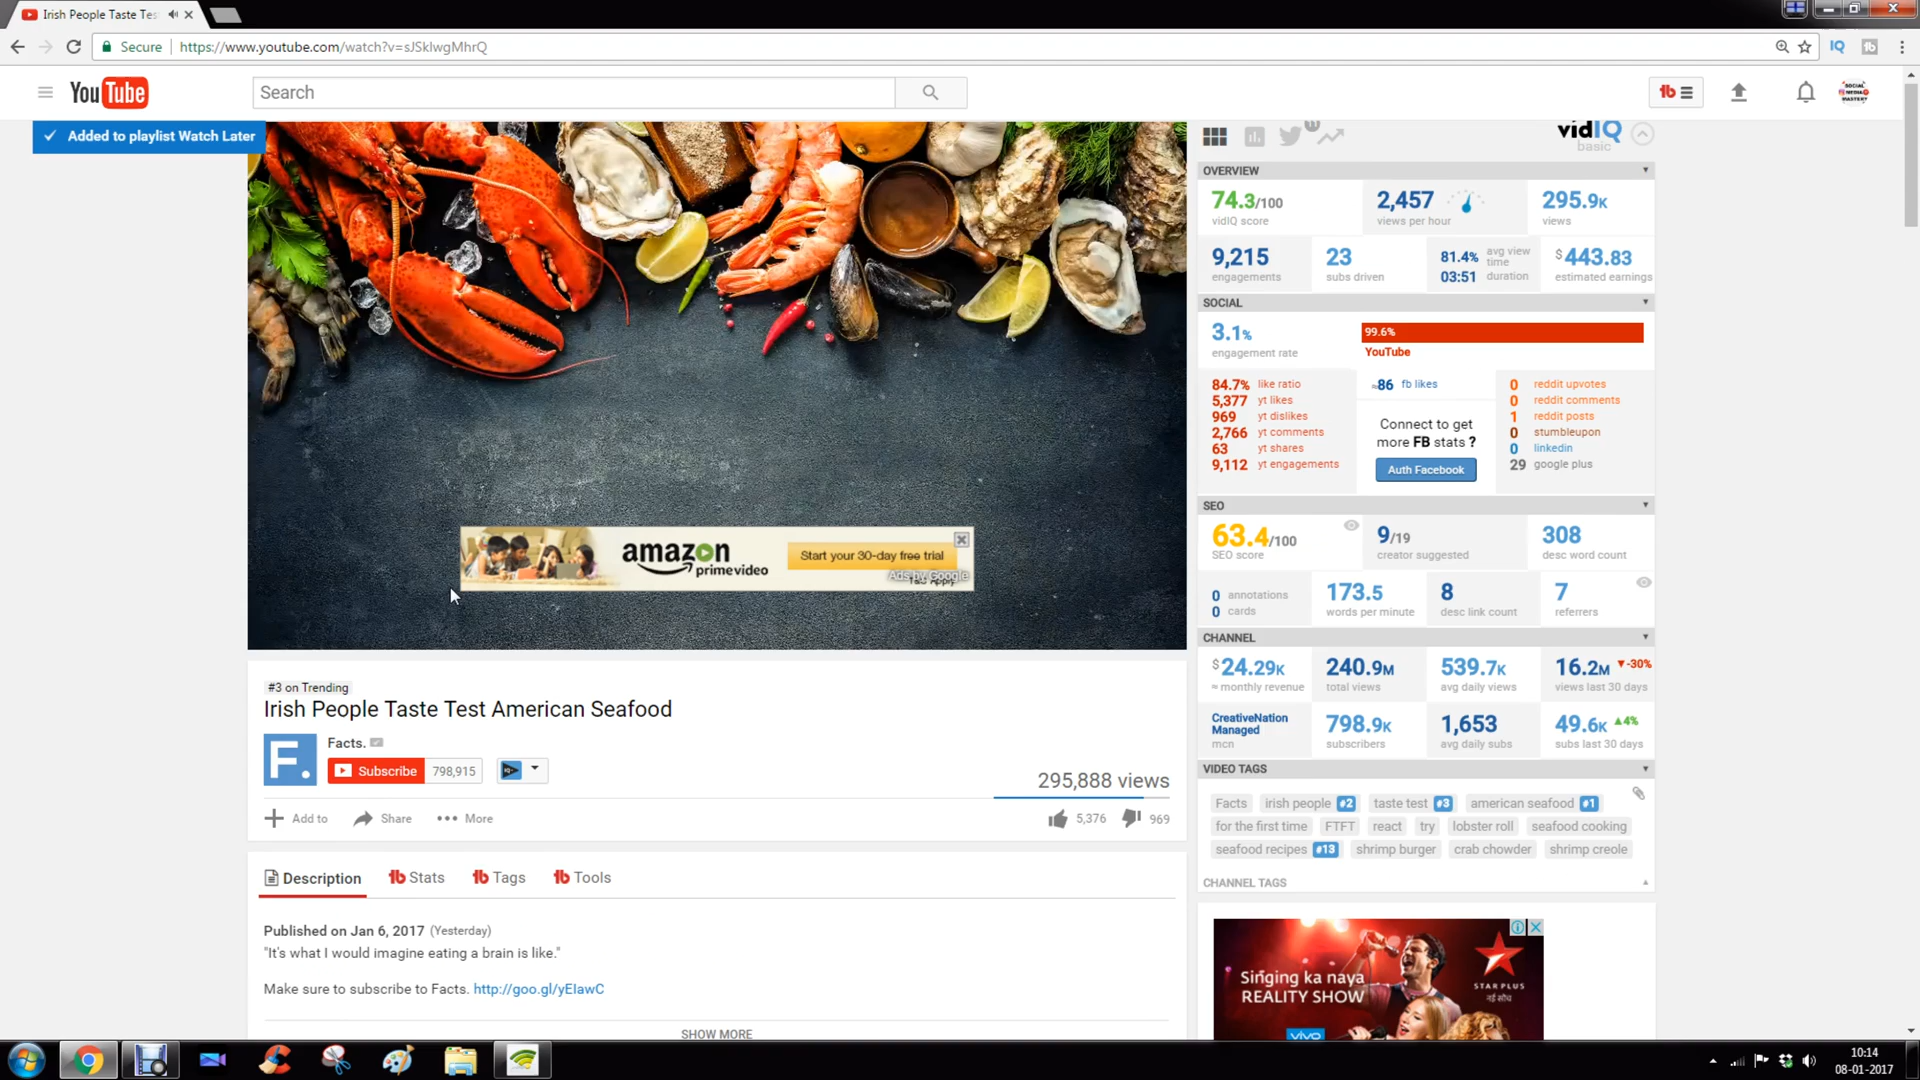 Irish People Taste Tes
Secure https://www.youtube.com/watch?v=sJSklwgMhrQ
IQ
YouTube
Search
SOCIAL MEDIA MASTERY
✓ Added to playlist Watch Later
vidIQ
basic
OVERVIEW
74.3/100
vidIQ score
2,457
views per hour
295.9K
views
9,215
engagements
23
subs driven
81.4% avg view time
03:51 duration
$443.83
estimated earnings
SOCIAL
3.1%
engagement rate
99.6%
YouTube
84.7% like ratio
5,377 yt likes
969 yt dislikes
2,766 yt comments
63 yt shares
9,112 yt engagements
86 fb likes
Connect to get
more FB stats ?
Auth Facebook
0 reddit upvotes
0 reddit comments
1 reddit posts
0 stumbleupon
0 linkedin
29 google plus
SEO
63.4/100
SEO score
9/19
creator suggested
308
desc word count
0 annotations
0 cards
173.5
words per minute
8
desc link count
7
referrers
CHANNEL
$24.29K
≈ monthly revenue
240.9M
total views
539.7K
avg daily views
16.2M ▼-30%
views last 30 days
CreativeNation
Managed
mcn
798.9K
subscribers
1,653
avg daily subs
49.6K ▲4%
subs last 30 days
VIDEO TAGS
Facts irish people #2 taste test #3 american seafood #1
for the first time FTFT react try lobster roll seafood cooking
seafood recipes #13 shrimp burger crab chowder shrimp creole
CHANNEL TAGS
amazon
prime video
Start your 30-day free trial
Ads by Google
T&C Apply
#3 on Trending
Irish People Taste Test American Seafood
F.
Facts.
Subscribe 798,915
295,888 views
Add to Share More
5,376 969
Description Stats Tags Tools
Published on Jan 6, 2017 (Yesterday)
"It's what I would imagine eating a brain is like."
Make sure to subscribe to Facts. http://goo.gl/yEIawC
SHOW MORE
Singing ka naya
REALITY SHOW
STAR PLUS
नई सोच
vivo
10:14
08-01-2017